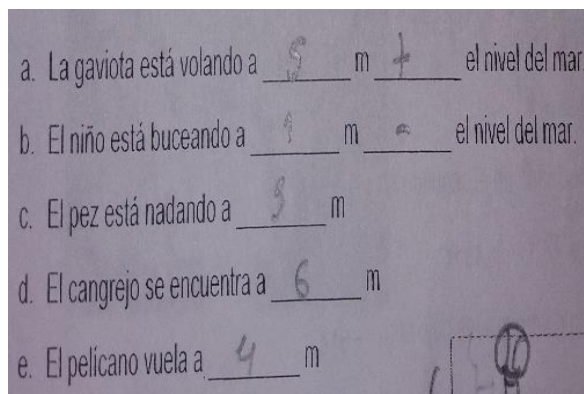 a. La gaviota está volando a 5 m + el nivel del mar
b. El niño está buceando a 1 m - el nivel del mar.
c. El pez está nadando a m
d. El cangrejo se encuentra a 6 m
e. El pelícano vuela a 4 m